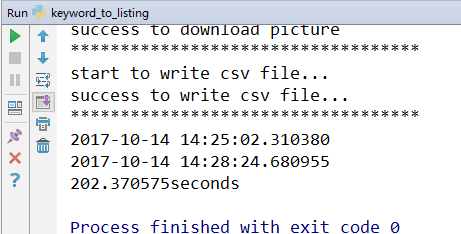 Run keyword_to_listing
success to download picture
***********************************
start to write csv file...
success to write csv file...
***********************************
2017-10-14 14:25:02.310380
2017-10-14 14:28:24.680955
202.370575seconds
Process finished with exit code 0